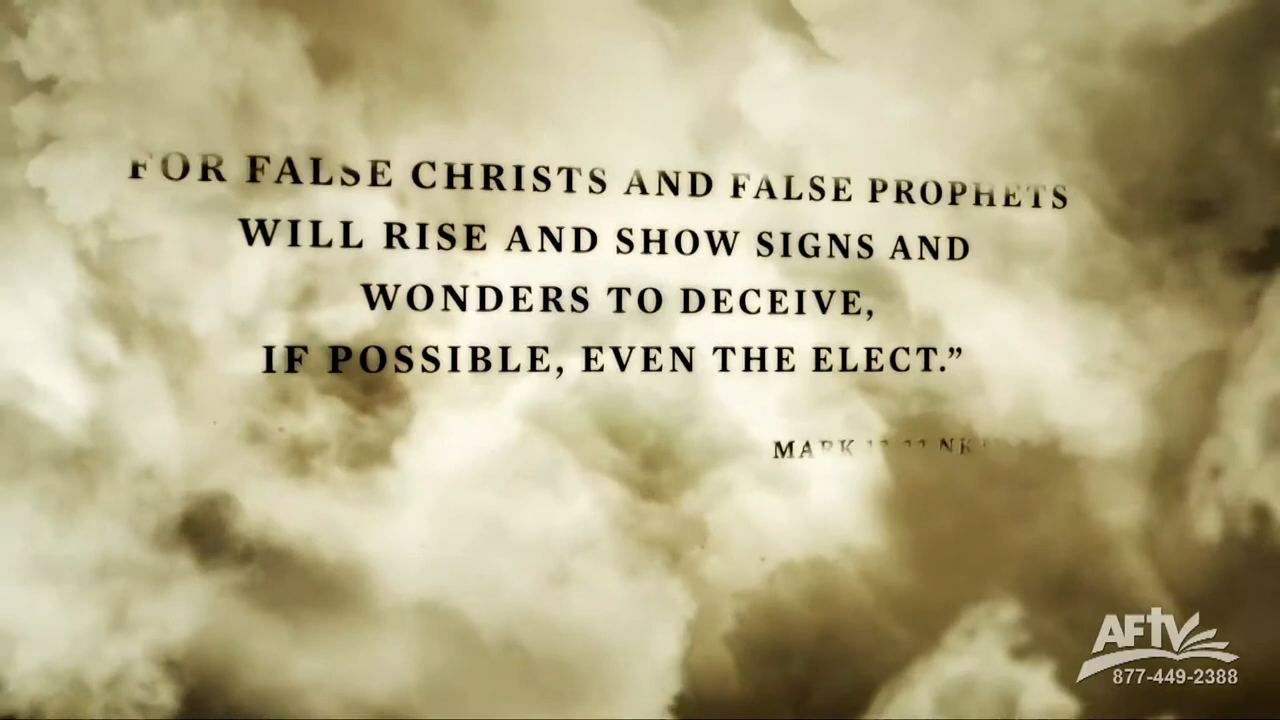 FOR FALSE CHRISTS AND FALSE PROPHETS
WILL RISE AND SHOW SIGNS AND
WONDERS TO DECEIVE,
IF POSSIBLE, EVEN THE ELECT.”
MARK
AFTV
877-449-2388